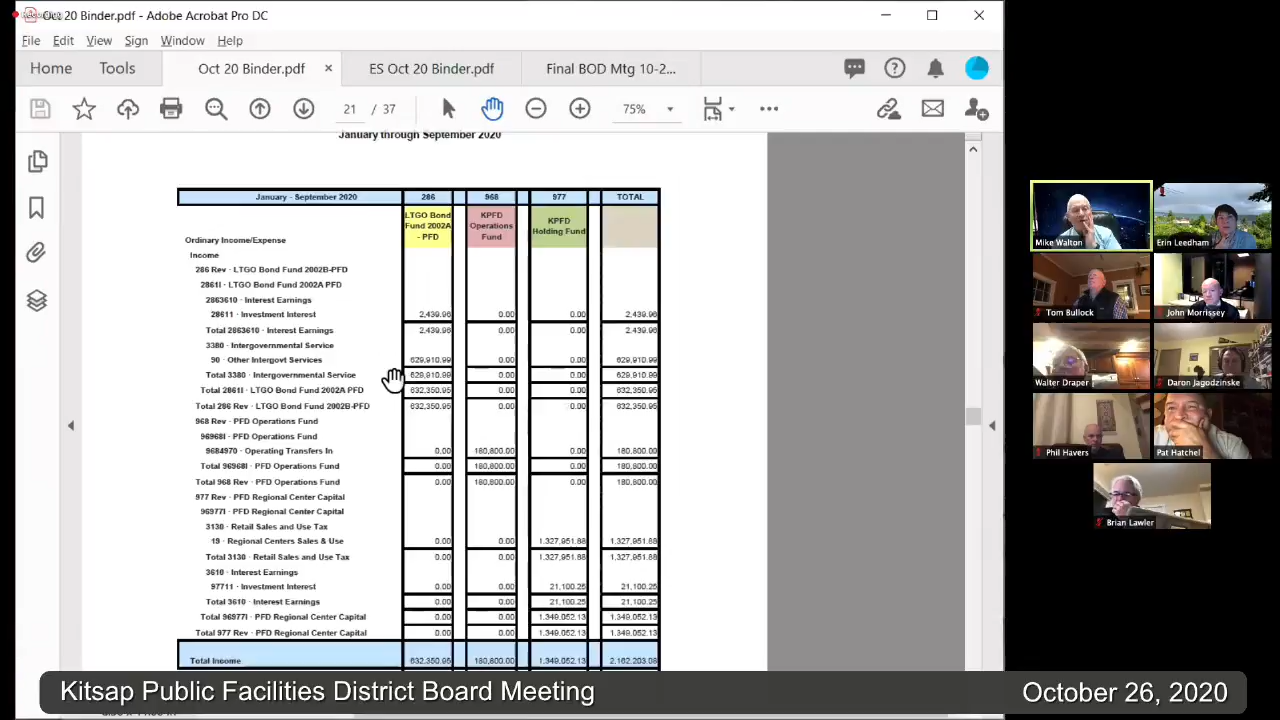 Oct 20 Binder.pdf - Adobe Acrobat Pro DC
File Edit View Sign Window Help
Home Tools Oct 20 Binder.pdf × ES Oct 20 Binder.pdf Final BOD Mtg 10-2...
21 / 37 75%
January through September 2020
January - September 2020 286 968 977 TOTAL
LTGO Bond Fund 2002A - PFD
KPFD Operations Fund
KPFD Holding Fund
Ordinary Income/Expense
Income
286 Rev · LTGO Bond Fund 2002B-PFD
2861I · LTGO Bond Fund 2002A PFD
2863610 · Interest Earnings
28611 · Investment Interest 2,439.96 0.00 0.00 2,439.96
Total 2863610 · Interest Earnings 2,439.96 0.00 0.00 2,439.96
3380 · Intergovernmental Service
90 · Other Intergovt Services 629,910.99 0.00 0.00 629,910.99
Total 3380 · Intergovernmental Service 629,910.99 0.00 0.00 629,910.99
Total 2861I · LTGO Bond Fund 2002A PFD 632,350.95 0.00 0.00 632,350.95
Total 286 Rev · LTGO Bond Fund 2002B-PFD 632,350.95 0.00 0.00 632,350.95
968 Rev · PFD Operations Fund
96968I · PFD Operations Fund
9684970 · Operating Transfers In 0.00 180,800.00 0.00 180,800.00
Total 96968I · PFD Operations Fund 0.00 180,800.00 0.00 180,800.00
Total 968 Rev · PFD Operations Fund 0.00 180,800.00 0.00 180,800.00
977 Rev · PFD Regional Center Capital
96977I · PFD Regional Center Capital
3130 · Retail Sales and Use Tax
19 · Regional Centers Sales & Use 0.00 0.00 1,327,951.88 1,327,951.88
Total 3130 · Retail Sales and Use Tax 0.00 0.00 1,327,951.88 1,327,951.88
3610 · Interest Earnings
97711 · Investment Interest 0.00 0.00 21,100.25 21,100.25
Total 3610 · Interest Earnings 0.00 0.00 21,100.25 21,100.25
Total 96977I · PFD Regional Center Capital 0.00 0.00 1,349,052.13 1,349,052.13
Total 977 Rev · PFD Regional Center Capital 0.00 0.00 1,349,052.13 1,349,052.13
Total Income 632,350.95 180,800.00 1,349,052.13 2,162,203.08
Mike Walton
Erin Leedham
Tom Bullock
John Morrissey
Walter Draper
Daron Jagodzinske
Phil Havers
Pat Hatchel
Brian Lawler
Kitsap Public Facilities District Board Meeting
October 26, 2020